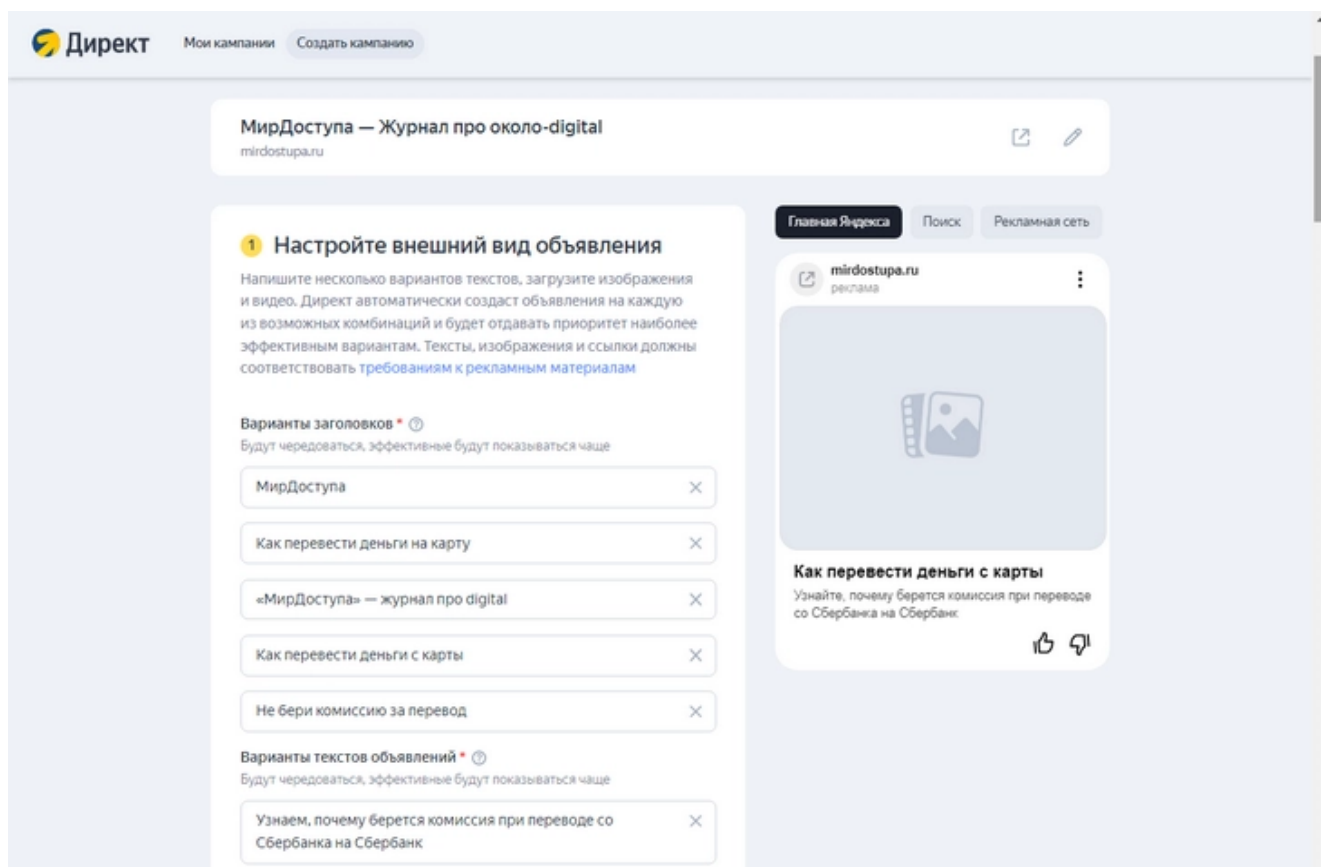 Директ
Мои кампании
Создать кампанию
МирДоступа — Журнал про около-digital
mirdostupa.ru
1 Настройте внешний вид объявления
Напишите несколько вариантов текстов, загрузите изображения
и видео. Директ автоматически создаст объявления на каждую
из возможных комбинаций и будет отдавать приоритет наиболее
эффективным вариантам. Тексты, изображения и ссылки должны
соответствовать требованиям к рекламным материалам
Варианты заголовков *
Будут чередоваться, эффективные будут показываться чаще
МирДоступа
Как перевести деньги на карту
«МирДоступа» — журнал про digital
Как перевести деньги с карты
Не бери комиссию за перевод
Варианты текстов объявлений *
Будут чередоваться, эффективные будут показываться чаще
Узнаем, почему берется комиссия при переводе со
Сбербанка на Сбербанк
Главная Яндекса
Поиск
Рекламная сеть
mirdostupa.ru
реклама
Как перевести деньги с карты
Узнайте, почему берется комиссия при переводе
со Сбербанка на Сбербанк